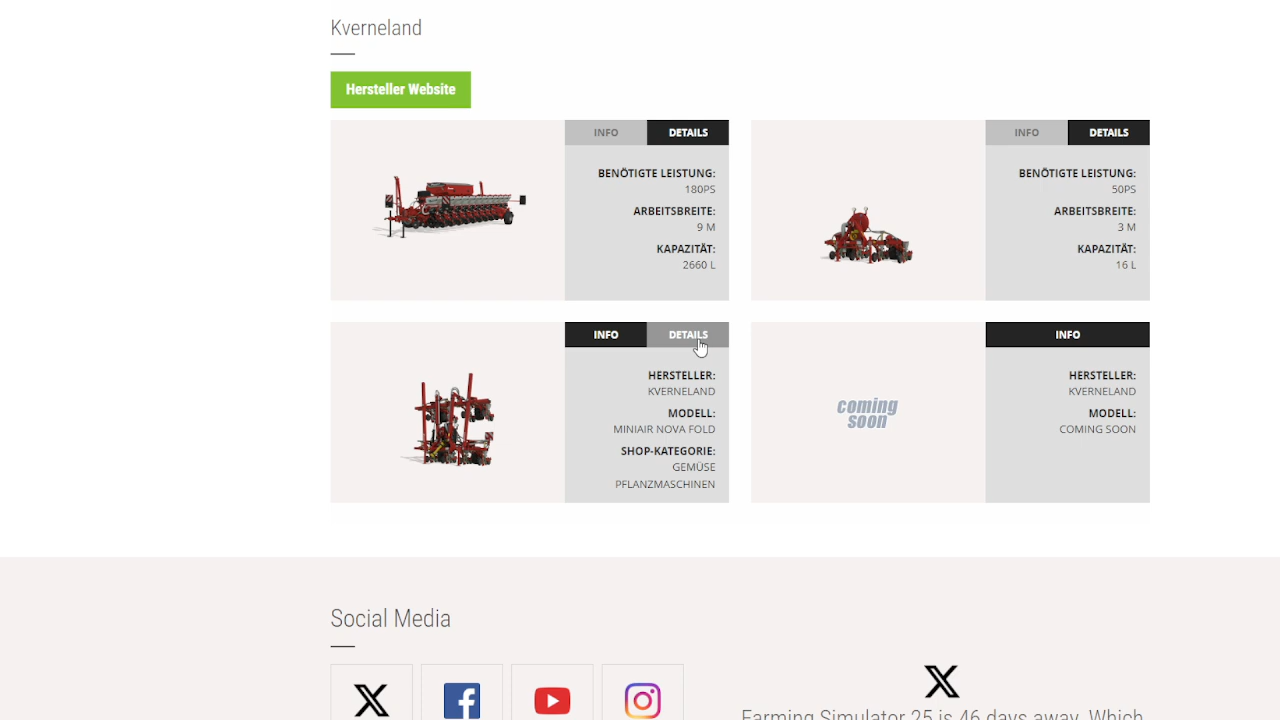 Kverneland
Hersteller Website
INFO
DETAILS
BENÖTIGTE LEISTUNG:
180PS
ARBEITSBREITE:
9 M
KAPAZITÄT:
2660 L
INFO
DETAILS
BENÖTIGTE LEISTUNG:
50PS
ARBEITSBREITE:
3 M
KAPAZITÄT:
16 L
INFO
DETAILS
HERSTELLER:
KVERNELAND
MODELL:
MINIAIR NOVA FOLD
SHOP-KATEGORIE:
GEMÜSE
PFLANZMASCHINEN
coming
soon
INFO
HERSTELLER:
KVERNELAND
MODELL:
COMING SOON
Social Media
Farming Simulator 25 is 46 days away. Which